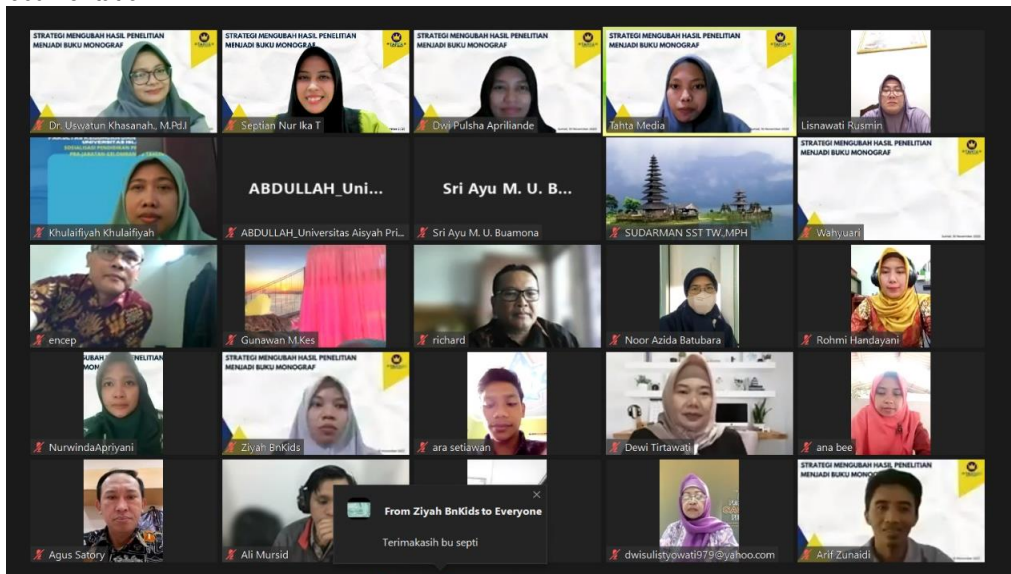 STRATEGI MENGUBAH HASIL PENELITIAN
MENJADI BUKU MONOGRAF
Dr. Uswatun Khasanah., M.Pd.I
STRATEGI MENGUBAH HASIL PENELITIAN
MENJADI BUKU MONOGRAF
Septian Nur Ika T
STRATEGI MENGUBAH HASIL PENELITIAN
MENJADI BUKU MONOGRAF
Dwi Pulsha Apriliande
STRATEGI MENGUBAH HASIL PENELITIAN
MENJADI BUKU MONOGRAF
Tahta Media
Lisnawati Rusmin
UNIVERSITAS ISL
SOSIALISASI PENDIDIKAN
Khulaifiyah Khulaifiyah
ABDULLAH_Uni...
ABDULLAH_Universitas Aisyah Pri...
Sri Ayu M. U. B...
Sri Ayu M. U. Buamona
SUDARMAN SST TW.,MPH
STRATEGI MENGUBAH HASIL PENELITIAN
MENJADI BUKU MONOGRAF
Wahyuari
encep
Gunawan M.Kes
richard
Noor Azida Batubara
Rohmi Handayani
NurwindaApriyani
STRATEGI MENGUBAH HASIL PENELITIAN
MENJADI BUKU MONOGRAF
Ziyah BnKids
ara setiawan
Dewi Tirtawati
ana bee
Agus Satory
Ali Mursid
From Ziyah BnKids to Everyone
Terimakasih bu septi
dwisulistyowati979@yahoo.com
STRATEGI MENGUBAH HASIL PENELITIAN
MENJADI BUKU MONOGRAF
Arif Zunaidi